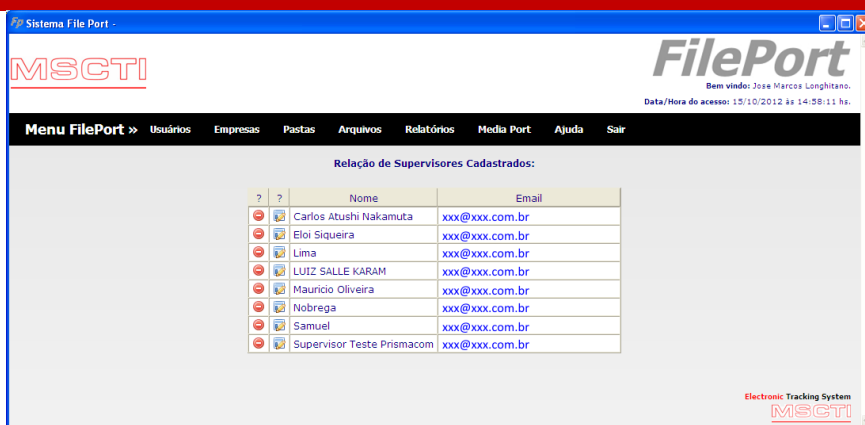 Fp Sistema File Port -
MSCTI
FilePort
Bem vindo: Jose Marcos Longhitano.
Data/Hora do acesso: 15/10/2012 às 14:58:11 hs.
Menu FilePort » Usuários Empresas Pastas Arquivos Relatórios Media Port Ajuda Sair
Relação de Supervisores Cadastrados:
? ? Nome Email
Carlos Atushi Nakamuta xxx@xxx.com.br
Eloi Siqueira xxx@xxx.com.br
Lima xxx@xxx.com.br
LUIZ SALLE KARAM xxx@xxx.com.br
Mauricio Oliveira xxx@xxx.com.br
Nobrega xxx@xxx.com.br
Samuel xxx@xxx.com.br
Supervisor Teste Prismacom xxx@xxx.com.br
Electronic Tracking System
MSCTI